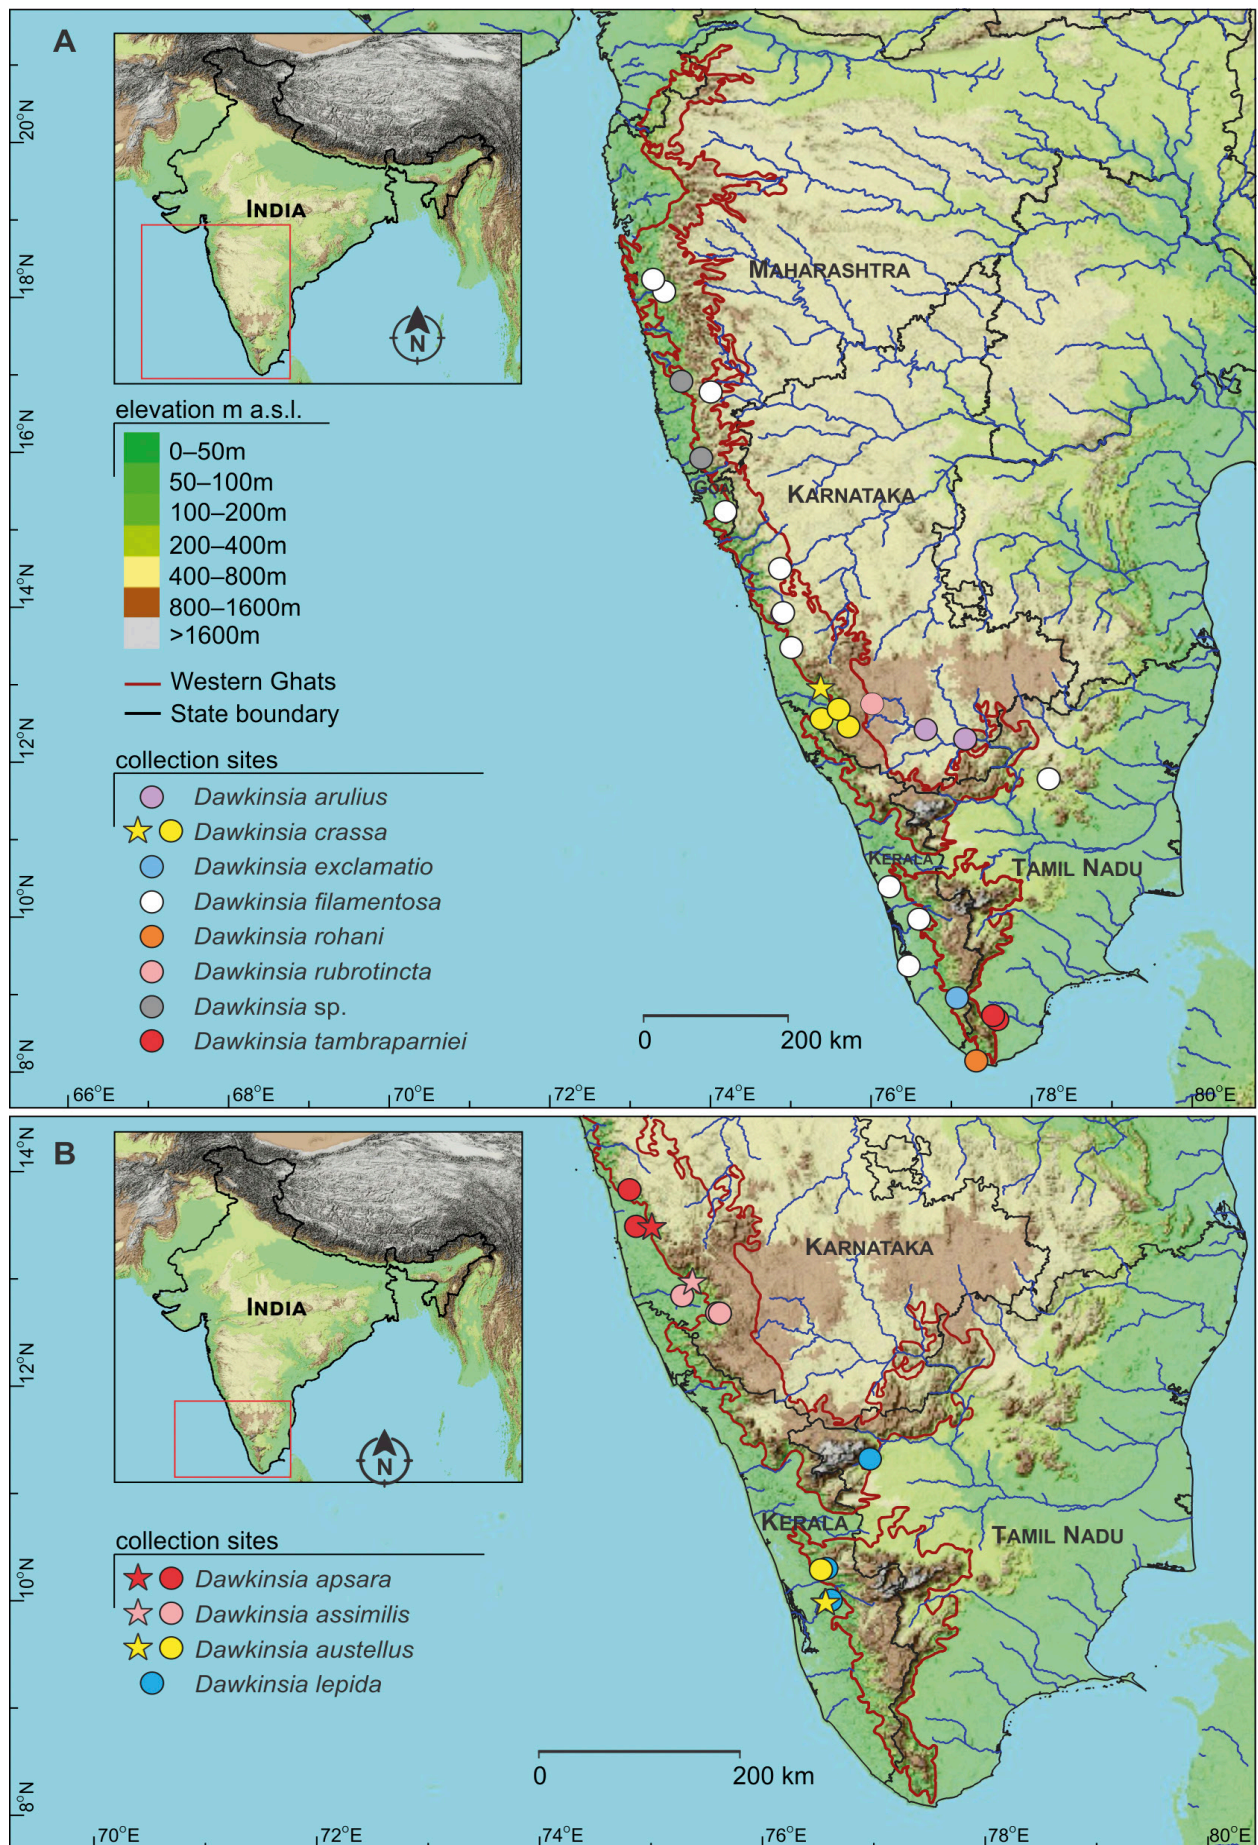 A
INDIA
N
elevation m a.s.l.
0–50m
50–100m
100–200m
200–400m
400–800m
800–1600m
>1600m
Western Ghats
State boundary
collection sites
Dawkinsia arulius
Dawkinsia crassa
Dawkinsia exclamatio
Dawkinsia filamentosa
Dawkinsia rohani
Dawkinsia rubrotincta
Dawkinsia sp.
Dawkinsia tambraparniei
MAHARASHTRA
KARNATAKA
GOA
KERALA
TAMIL NADU
0 200 km
20°N
18°N
16°N
14°N
12°N
10°N
8°N
66°E 68°E 70°E 72°E 74°E 76°E 78°E 80°E
B
INDIA
N
collection sites
Dawkinsia apsara
Dawkinsia assimilis
Dawkinsia austellus
Dawkinsia lepida
KARNATAKA
KERALA
TAMIL NADU
0 200 km
14°N
12°N
10°N
8°N
70°E 72°E 74°E 76°E 78°E 80°E